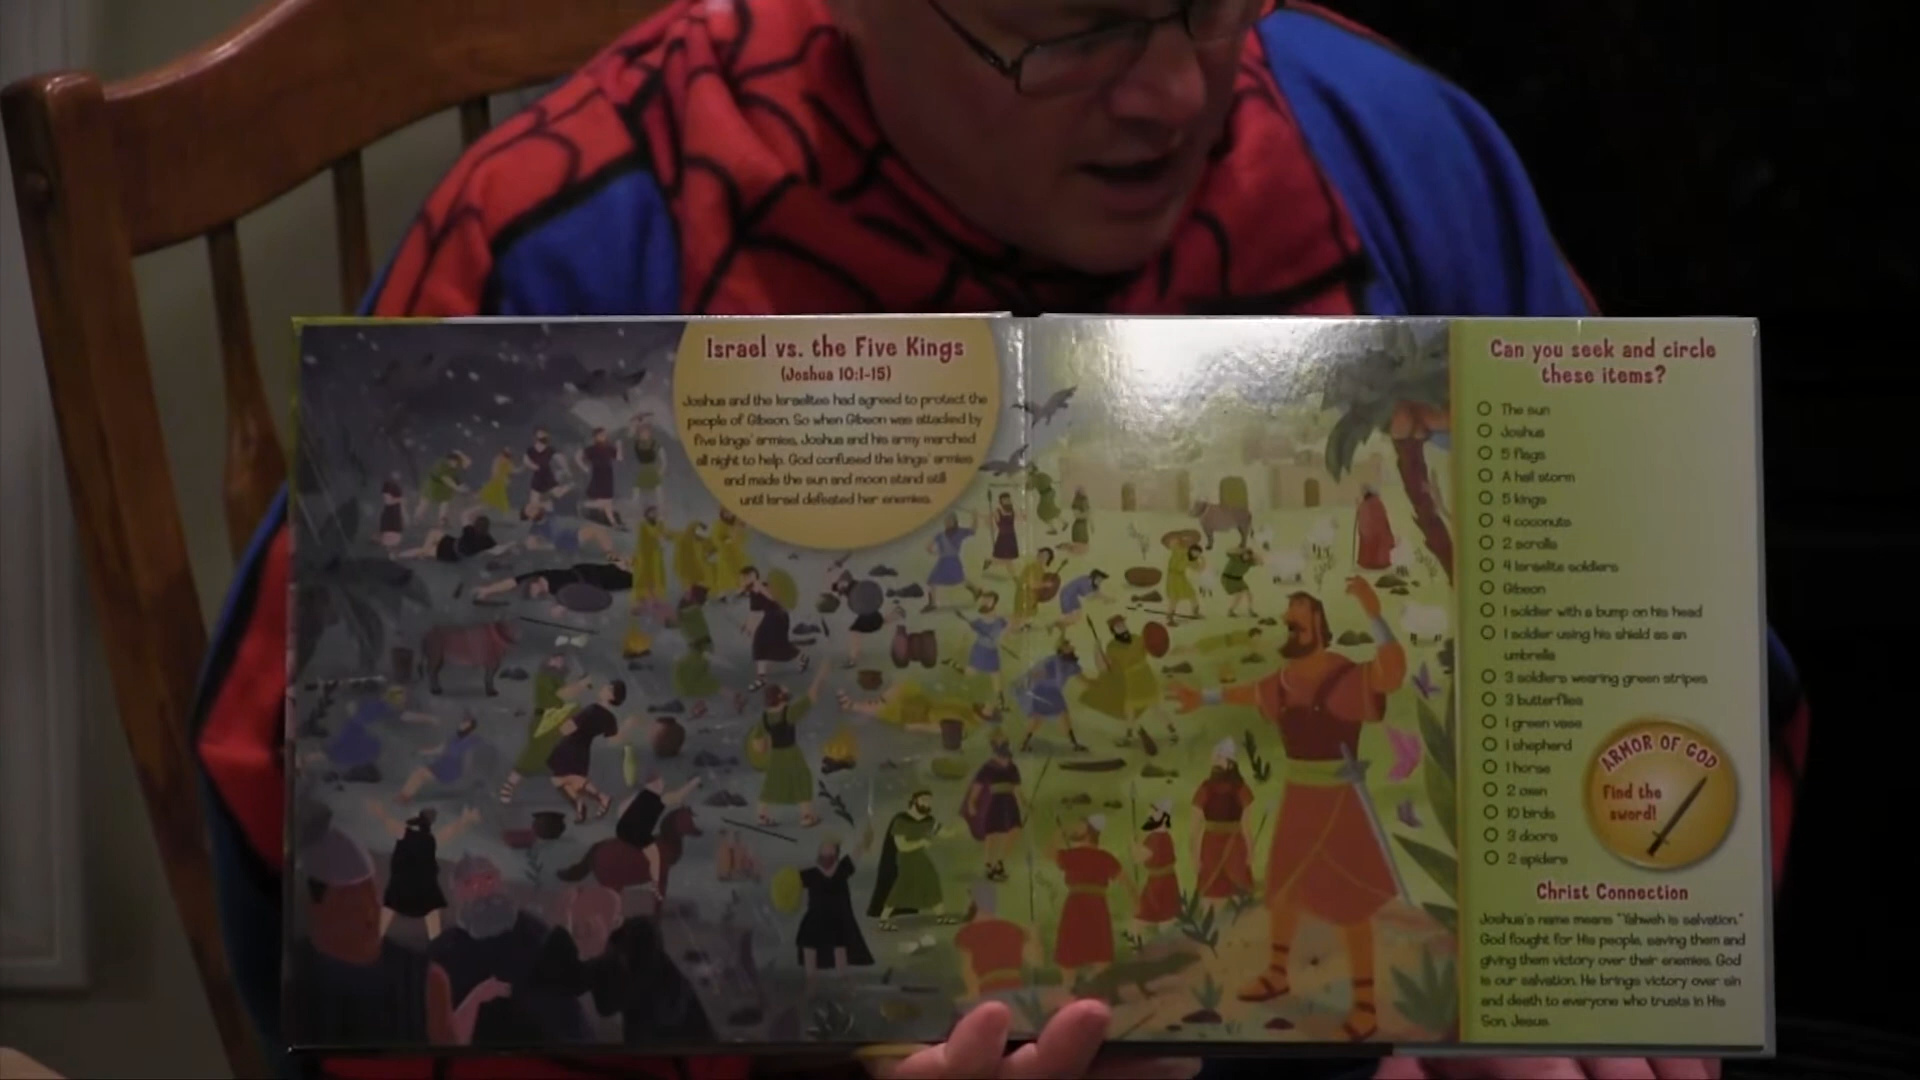 Israel vs. the Five Kings
(Joshua 10:1-15)
Joshua and the Israelites had agreed to protect the
people of Gibeon. So when Gibeon was attacked by
five kings' armies, Joshua and his army marched
all night to help. God confused the kings' armies
and made the sun and moon stand still
until Israel defeated her enemies.
Can you seek and circle
these items?
The sun
Joshua
5 flags
A hail storm
5 kings
4 coconuts
2 scrolls
4 Israelite soldiers
Gibeon
1 soldier with a bump on his head
1 soldier using his shield as an
umbrella
3 soldiers wearing green stripes
3 butterflies
1 green vase
1 shepherd
1 horse
2 oxen
10 birds
3 doors
2 spiders
ARMOR OF GOD
Find the
sword!
Christ Connection
Joshua's name means "Yahweh is salvation."
God fought for His people, saving them and
giving them victory over their enemies. God
is our salvation. He brings victory over sin
and death to everyone who trusts in His
Son, Jesus.